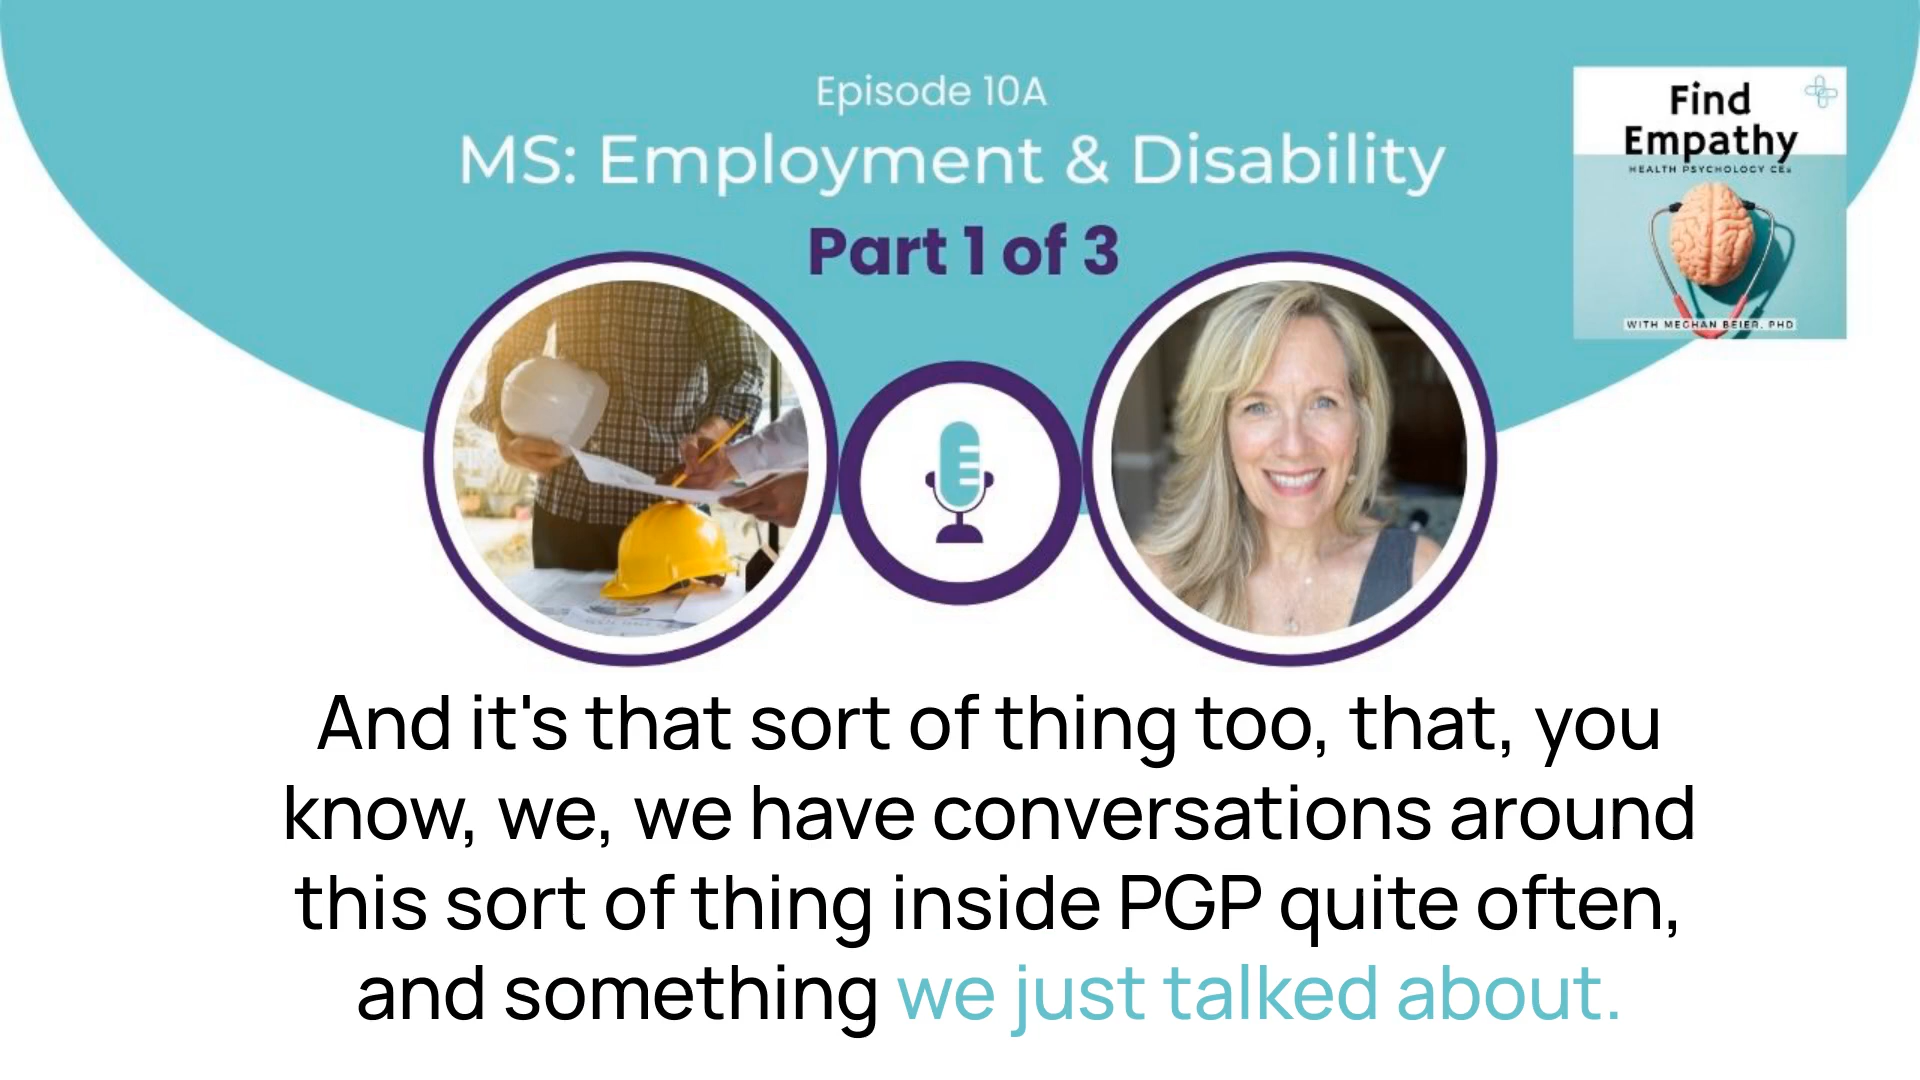 Episode 10A
MS: Employment & Disability
Part 1 of 3
Find
Empathy
HEALTH PSYCHOLOGY CEs
WITH MEGHAN BEIER, PHD
And it's that sort of thing too, that, you
know, we, we have conversations around
this sort of thing inside PGP quite often,
and something we just talked about.